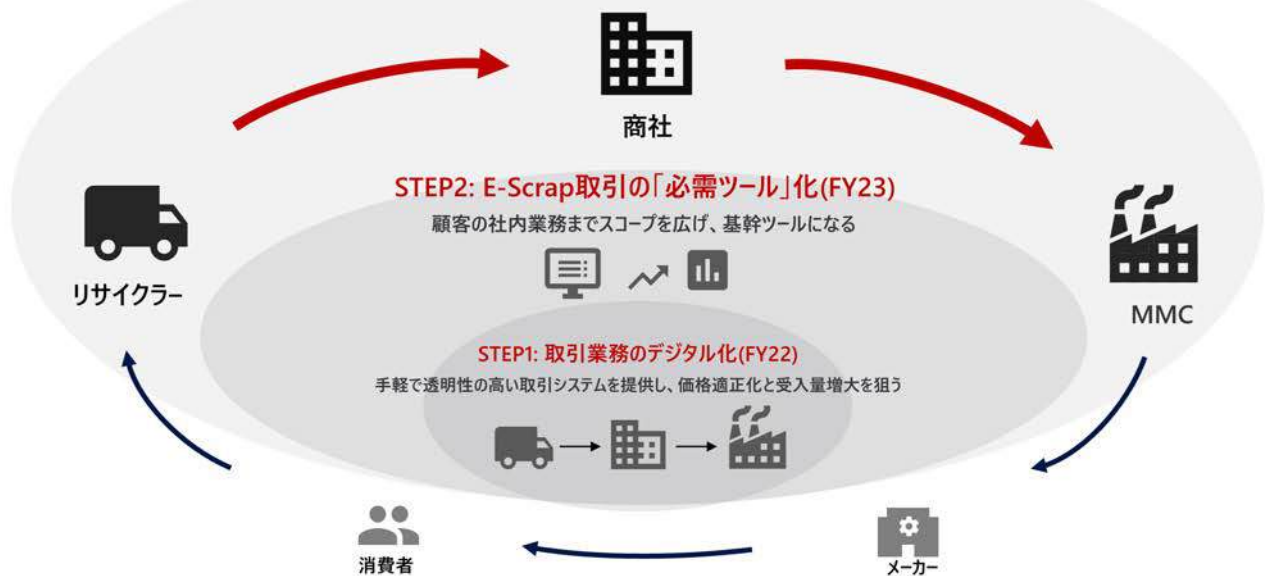 商社
STEP2: E-Scrap取引の「必需ツール」化(FY23)
顧客の社内業務までスコープを広げ、基幹ツールになる
リサイクラー
MMC
STEP1: 取引業務のデジタル化(FY22)
手軽で透明性の高い取引システムを提供し、価格適正化と受入量増大を狙う
消費者
メーカー